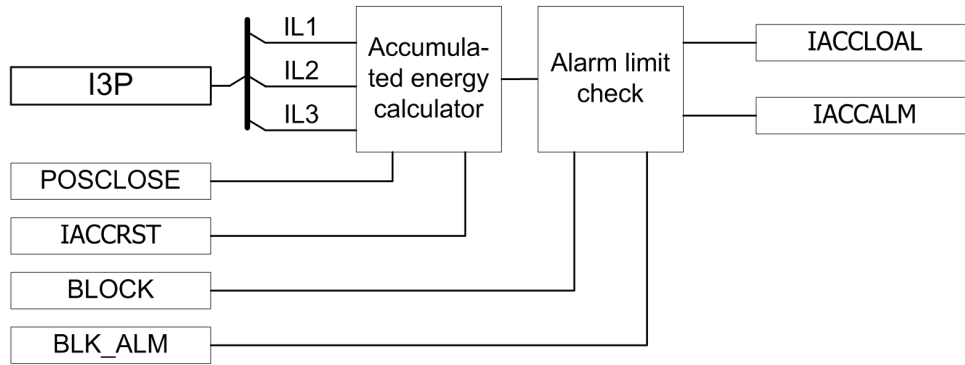 I3P
IL1
IL2
IL3
Accumula-
ted energy
calculator
Alarm limit
check
IACCLOAL
IACCALM
POSCLOSE
IACCRST
BLOCK
BLK_ALM